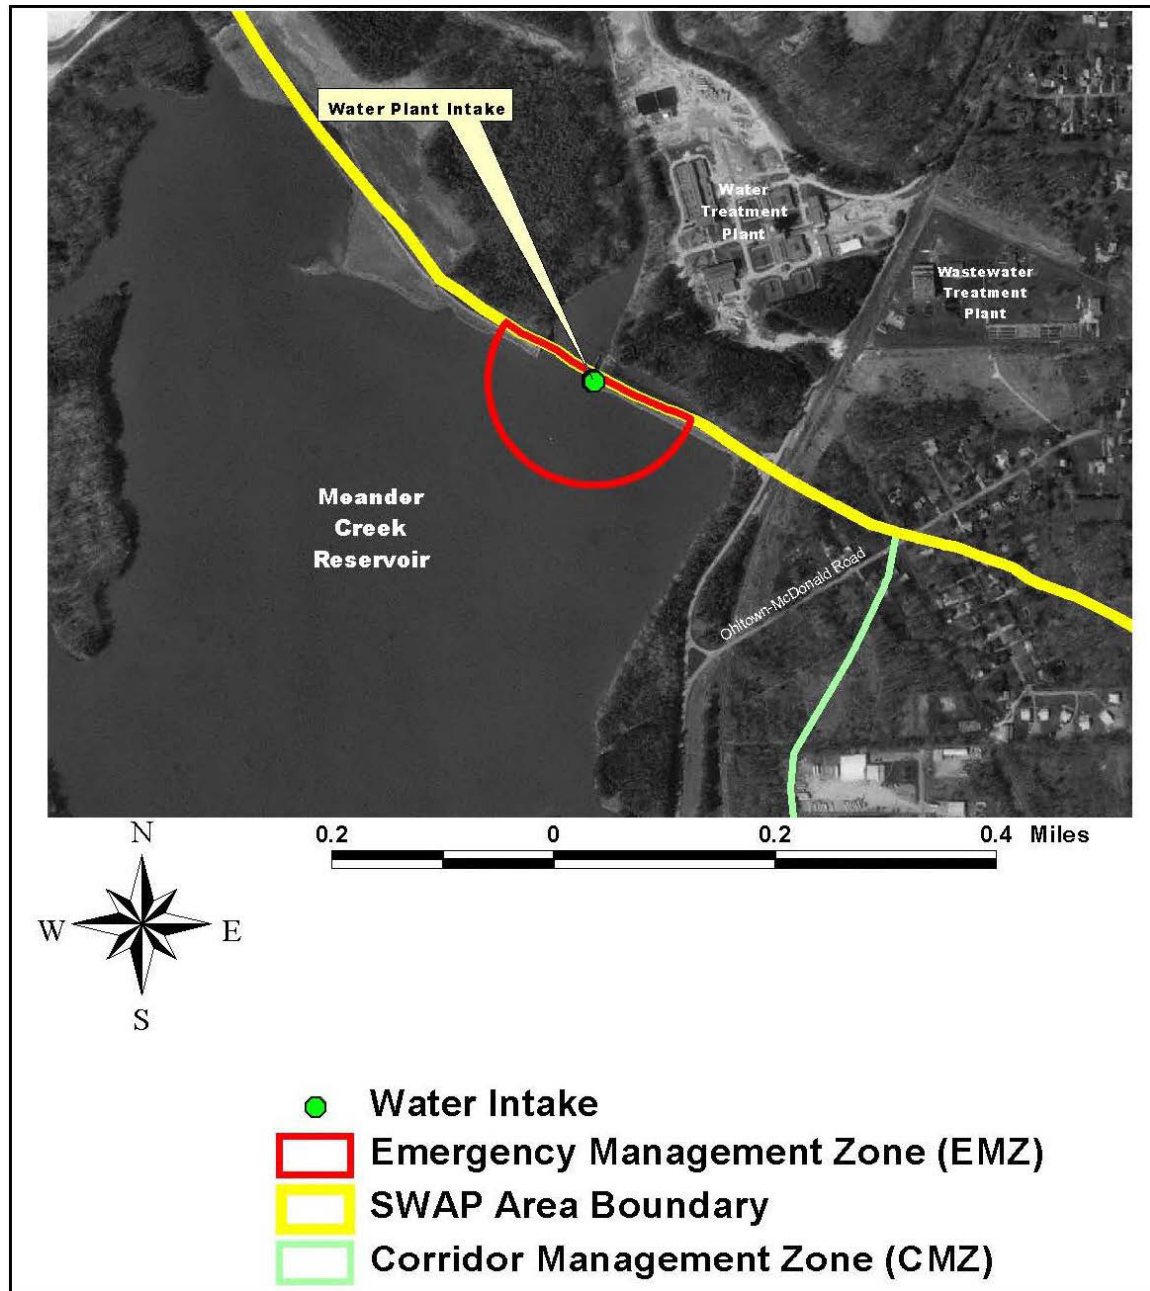 Water Plant Intake
Water
Treatment
Plant
Wastewater
Treatment
Plant
Meander
Creek
Reservoir
Ohltown-McDonald Road
0.2 0 0.2 0.4 Miles
N
W E
S
Water Intake
Emergency Management Zone (EMZ)
SWAP Area Boundary
Corridor Management Zone (CMZ)